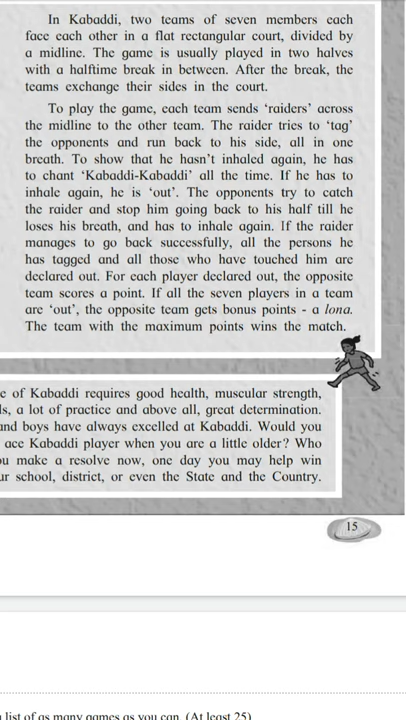 In Kabaddi, two teams of seven members each
face each other in a flat rectangular court, divided by
a midline. The game is usually played in two halves
with a halftime break in between. After the break, the
teams exchange their sides in the court.
To play the game, each team sends ‘raiders’ across
the midline to the other team. The raider tries to ‘tag’
the opponents and run back to his side, all in one
breath. To show that he hasn’t inhaled again, he has
to chant ‘Kabaddi-Kabaddi’ all the time. If he has to
inhale again, he is ‘out’. The opponents try to catch
the raider and stop him going back to his half till he
loses his breath, and has to inhale again. If the raider
manages to go back successfully, all the persons he
has tagged and all those who have touched him are
declared out. For each player declared out, the opposite
team scores a point. If all the seven players in a team
are ‘out’, the opposite team gets bonus points - a lona.
The team with the maximum points wins the match.
e of Kabaddi requires good health, muscular strength,
ls, a lot of practice and above all, great determination.
and boys have always excelled at Kabaddi. Would you
ace Kabaddi player when you are a little older? Who
ou make a resolve now, one day you may help win
ur school, district, or even the State and the Country.
15
list of as many games as you can. (At least 25)